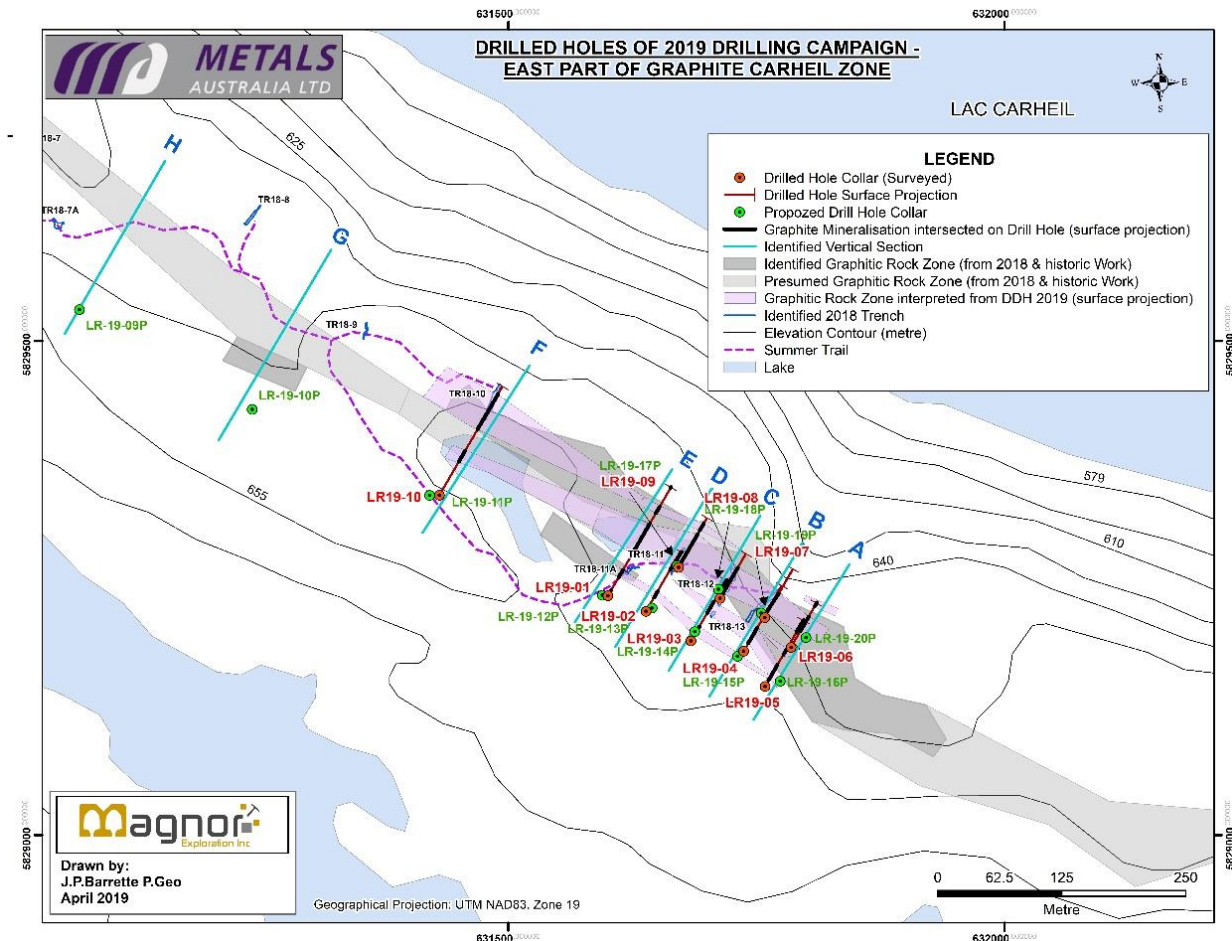 631500
632000
METALS
AUSTRALIA LTD
DRILLED HOLES OF 2019 DRILLING CAMPAIGN -
EAST PART OF GRAPHITE CARHEIL ZONE
N
W E
S
LAC CARHEIL
LEGEND
Drilled Hole Collar (Surveyed)
Drilled Hole Surface Projection
Propozed Drill Hole Collar
Graphite Mineralisation intersected on Drill Hole (surface projection)
Identified Vertical Section
Identified Graphitic Rock Zone (from 2018 & historic Work)
Presumed Graphitic Rock Zone (from 2018 & historic Work)
Graphitic Rock Zone interpreted from DDH 2019 (surface projection)
Identified 2018 Trench
Elevation Contour (metre)
Summer Trail
Lake
18-7
H
625
TR18-7A
TR18-8
G
LR-19-09P
TR18-9
5829500
5829500
F
LR-19-10P
TR18-10
LR-19-17P
LR19-09
E
D
LR19-08
LR-19-18P
C
579
655
LR19-10
LR-19-11P
LR-19-19P
LR19-07
B
A
610
640
TR18-11
TR18-11A
TR18-12
LR19-01
LR-19-12P
LR19-02
LR-19-13P
TR18-13
LR19-03
LR-19-14P
LR-19-20P
LR19-06
LR19-04
LR-19-15P
LR-19-16P
LR19-05
Magnor
Exploration Inc
Drawn by:
J.P.Barrette P.Geo
April 2019
Geographical Projection: UTM NAD83, Zone 19
0 62.5 125 250
Metre
631500
632000